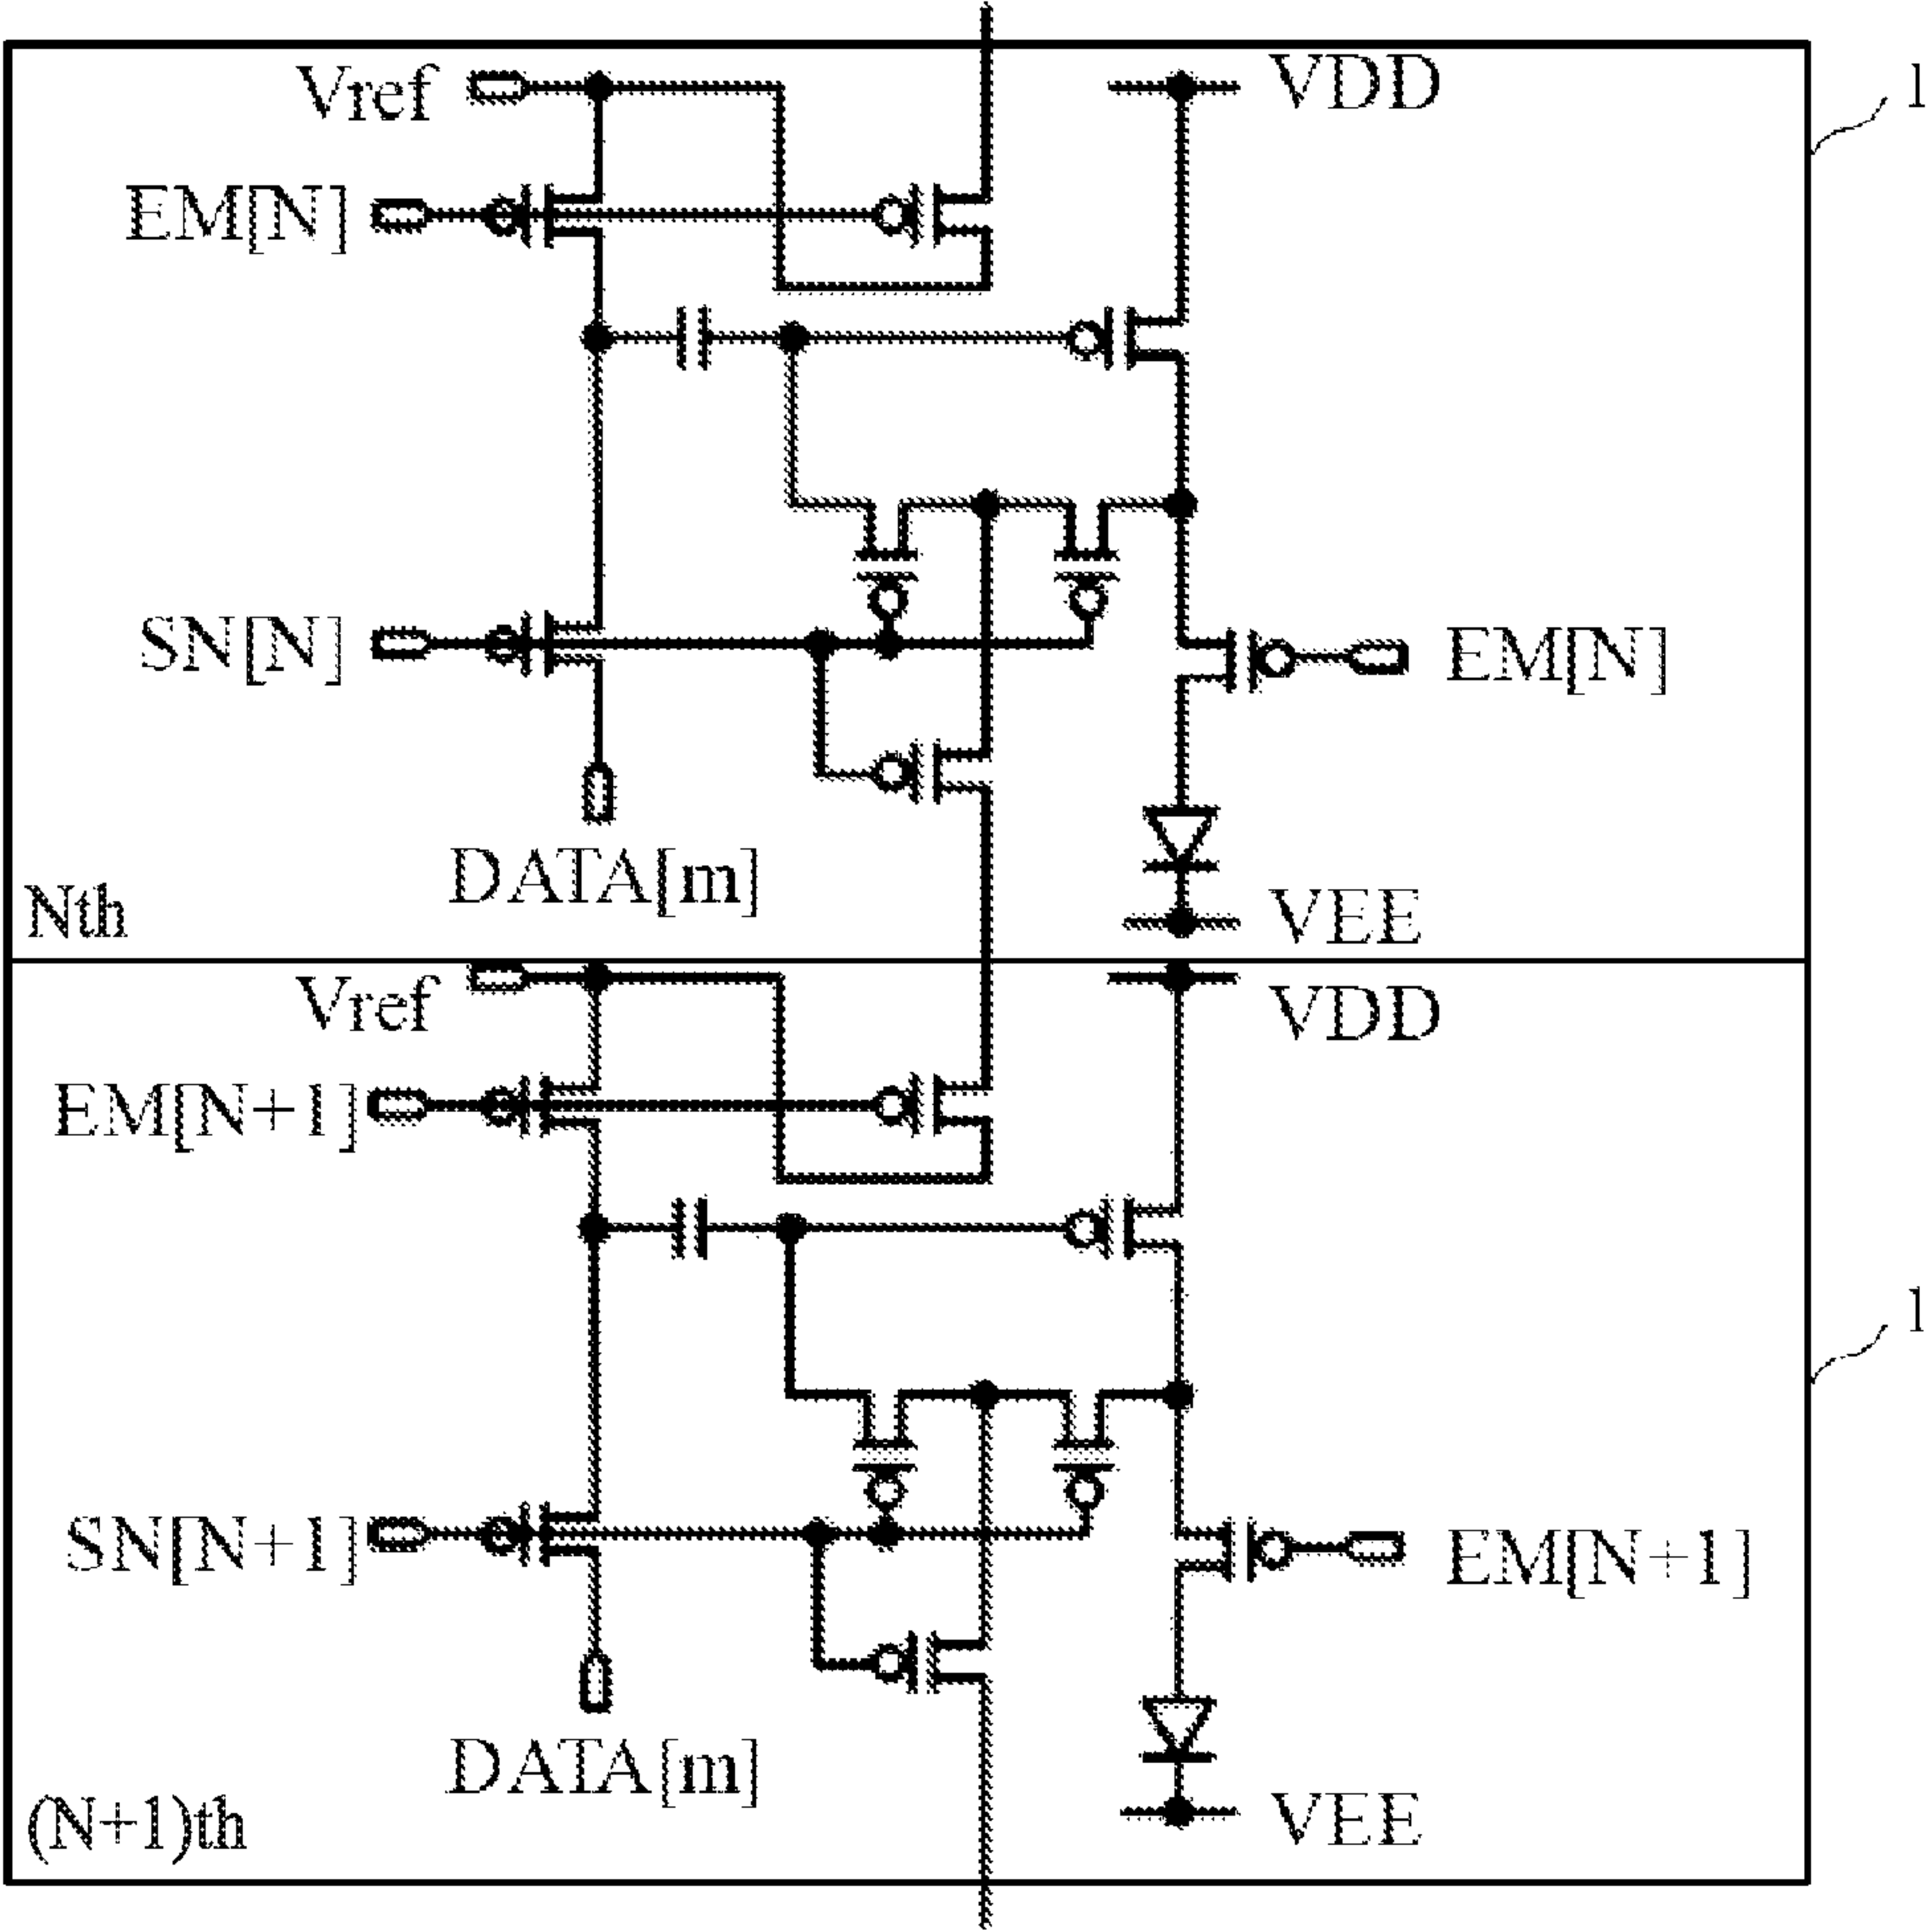 Vref
VDD
l
EM[N]
SN[N]
EM[N]
DATA[m]
Nth
VEE
Vref
VDD
EM[N+1]
l
SN[N+1]
EM[N+1]
DATA[m]
(N+1)th
VEE